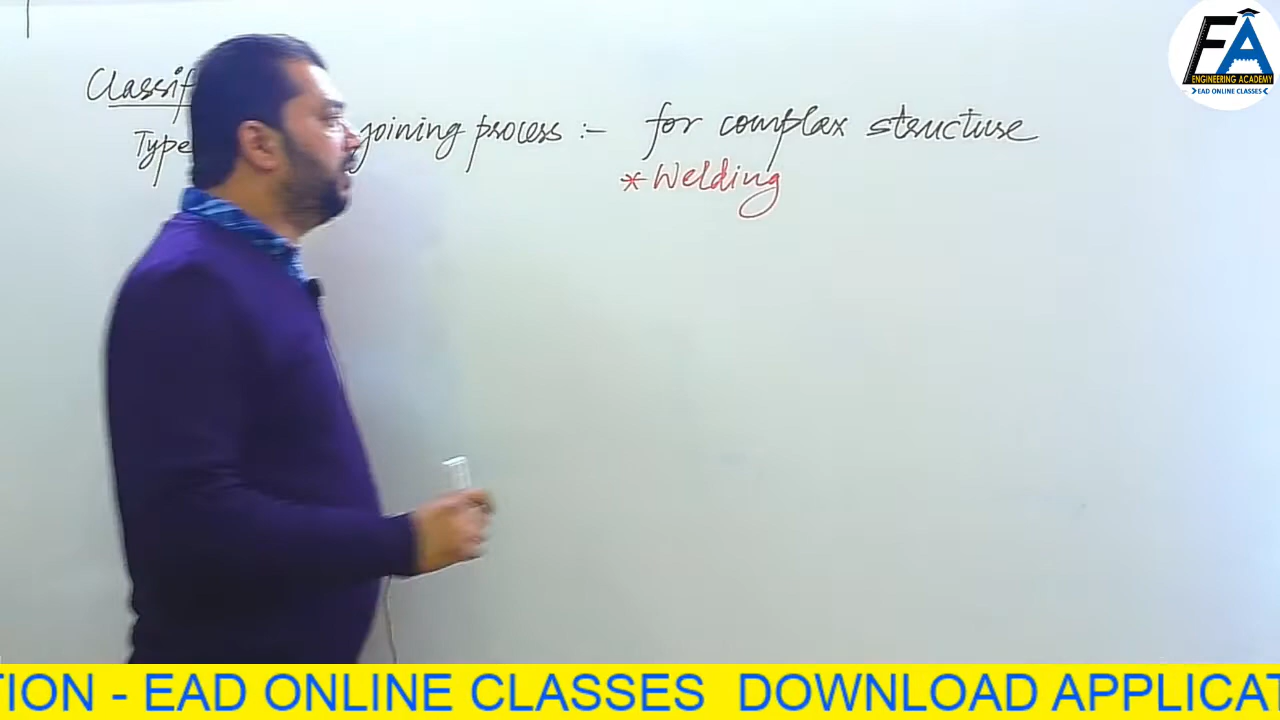 Classif
Type joining process :- for complax structure
* Welding
EA
ENGINEERING ACADEMY
EAD ONLINE CLASSES
TION - EAD ONLINE CLASSES DOWNLOAD APPLICAT